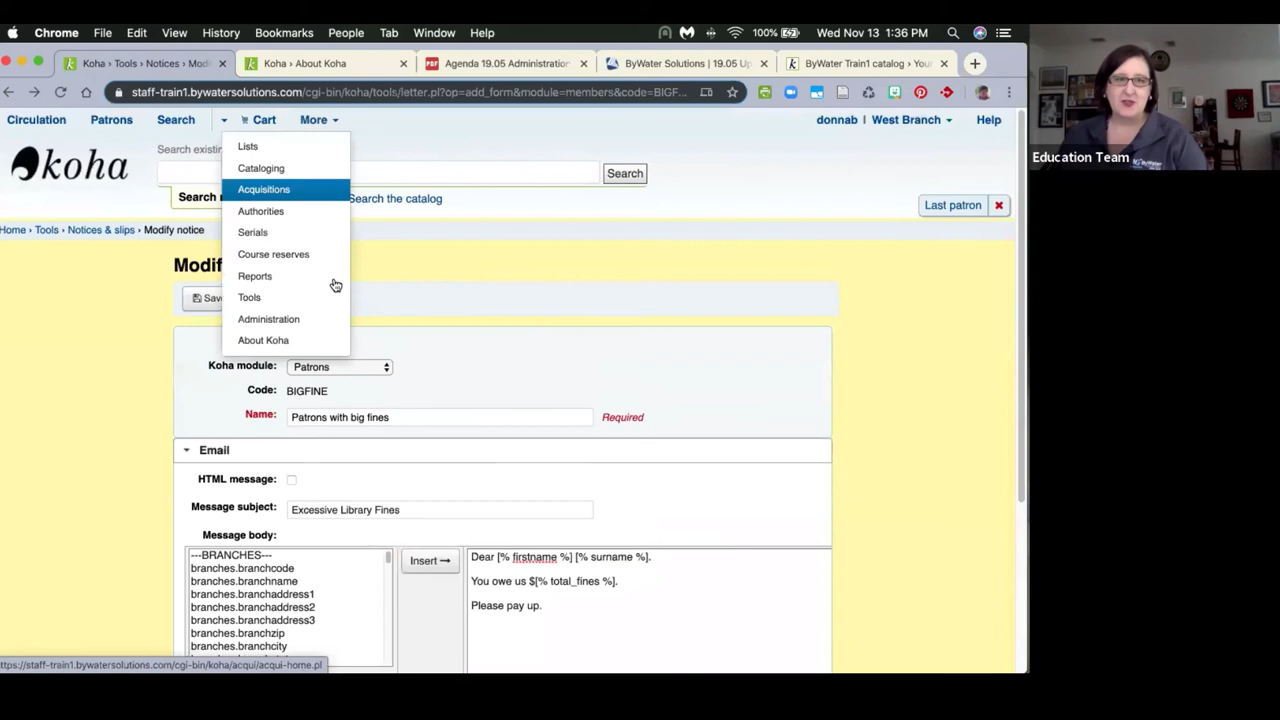 Chrome File Edit View History Bookmarks People Tab Window Help 100% Wed Nov 13 1:36 PM
Koha › Tools › Notices › Modi × Koha › About Koha × PDF Agenda 19.05 Administration × ByWater Solutions | 19.05 Up × ByWater Train1 catalog › Your × +
staff-train1.bywatersolutions.com/cgi-bin/koha/tools/letter.pl?op=add_form&module=members&code=BIGF...
Circulation Patrons Search Cart More donnab West Branch Help
Education Team
koha
Search existing
Search
Search Search the catalog
Last patron ×
Home › Tools › Notices & slips › Modify notice
Lists
Cataloging
Acquisitions
Authorities
Serials
Course reserves
Reports
Tools
Administration
About Koha
Koha module: Patrons
Code: BIGFINE
Name: Patrons with big fines Required
Email
HTML message:
Message subject: Excessive Library Fines
Message body:
---BRANCHES---
branches.branchcode
branches.branchname
branches.branchaddress1
branches.branchaddress2
branches.branchaddress3
branches.branchzip
branches.branchcity
Insert →
Dear [% firstname %] [% surname %].
You owe us $[% total_fines %].
Please pay up.
https://staff-train1.bywatersolutions.com/cgi-bin/koha/acqui/acqui-home.pl